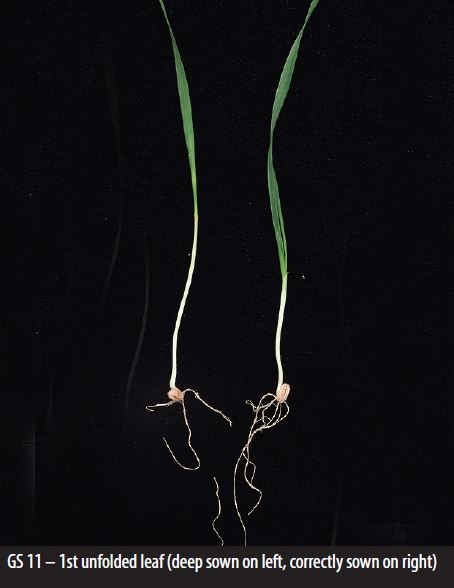 GS 11 – 1st unfolded leaf (deep sown on left, correctly sown on right)